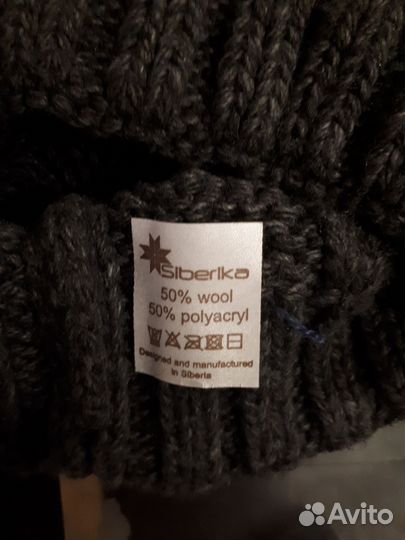 Siberika
50% wool
50% polyacryl
Designed and manufactured
in Siberia
Avito